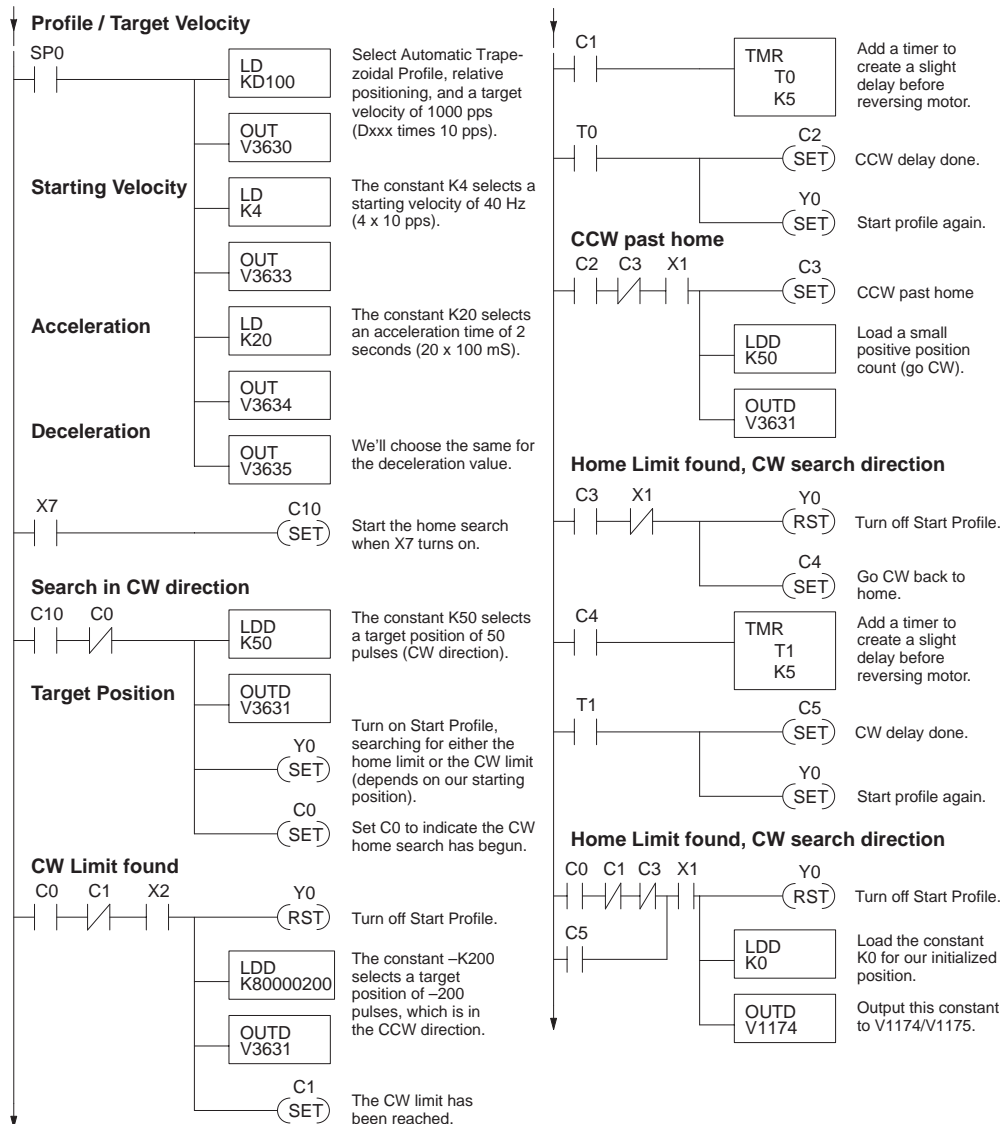 Profile / Target Velocity
SP0
LD
KD100
Select Automatic Trape-
zoidal Profile, relative
positioning, and a target
velocity of 1000 pps
(Dxxx times 10 pps).
OUT
V3630
Starting Velocity
LD
K4
The constant K4 selects a
starting velocity of 40 Hz
(4 x 10 pps).
OUT
V3633
Acceleration
LD
K20
The constant K20 selects
an acceleration time of 2
seconds (20 x 100 mS).
OUT
V3634
Deceleration
OUT
V3635
We'll choose the same for
the deceleration value.
X7
C10
SET
Start the home search
when X7 turns on.
Search in CW direction
C10 C0
LDD
K50
The constant K50 selects
a target position of 50
pulses (CW direction).
Target Position
OUTD
V3631
Y0
SET
Turn on Start Profile,
searching for either the
home limit or the CW limit
(depends on our starting
position).
C0
SET
Set C0 to indicate the CW
home search has begun.
CW Limit found
C0 C1 X2
Y0
RST
Turn off Start Profile.
LDD
K80000200
The constant –K200
selects a target
position of –200
pulses, which is in
the CCW direction.
OUTD
V3631
C1
SET
The CW limit has
been reached.
C1
TMR
T0
K5
Add a timer to
create a slight
delay before
reversing motor.
T0
C2
SET
CCW delay done.
Y0
SET
Start profile again.
CCW past home
C2 C3 X1
C3
SET
CCW past home
LDD
K50
Load a small
positive position
count (go CW).
OUTD
V3631
Home Limit found, CW search direction
C3 X1
Y0
RST
Turn off Start Profile.
C4
SET
Go CW back to
home.
C4
TMR
T1
K5
Add a timer to
create a slight
delay before
reversing motor.
T1
C5
SET
CW delay done.
Y0
SET
Start profile again.
Home Limit found, CW search direction
C0 C1 C3 X1
Y0
RST
Turn off Start Profile.
C5
LDD
K0
Load the constant
K0 for our initialized
position.
OUTD
V1174
Output this constant
to V1174/V1175.